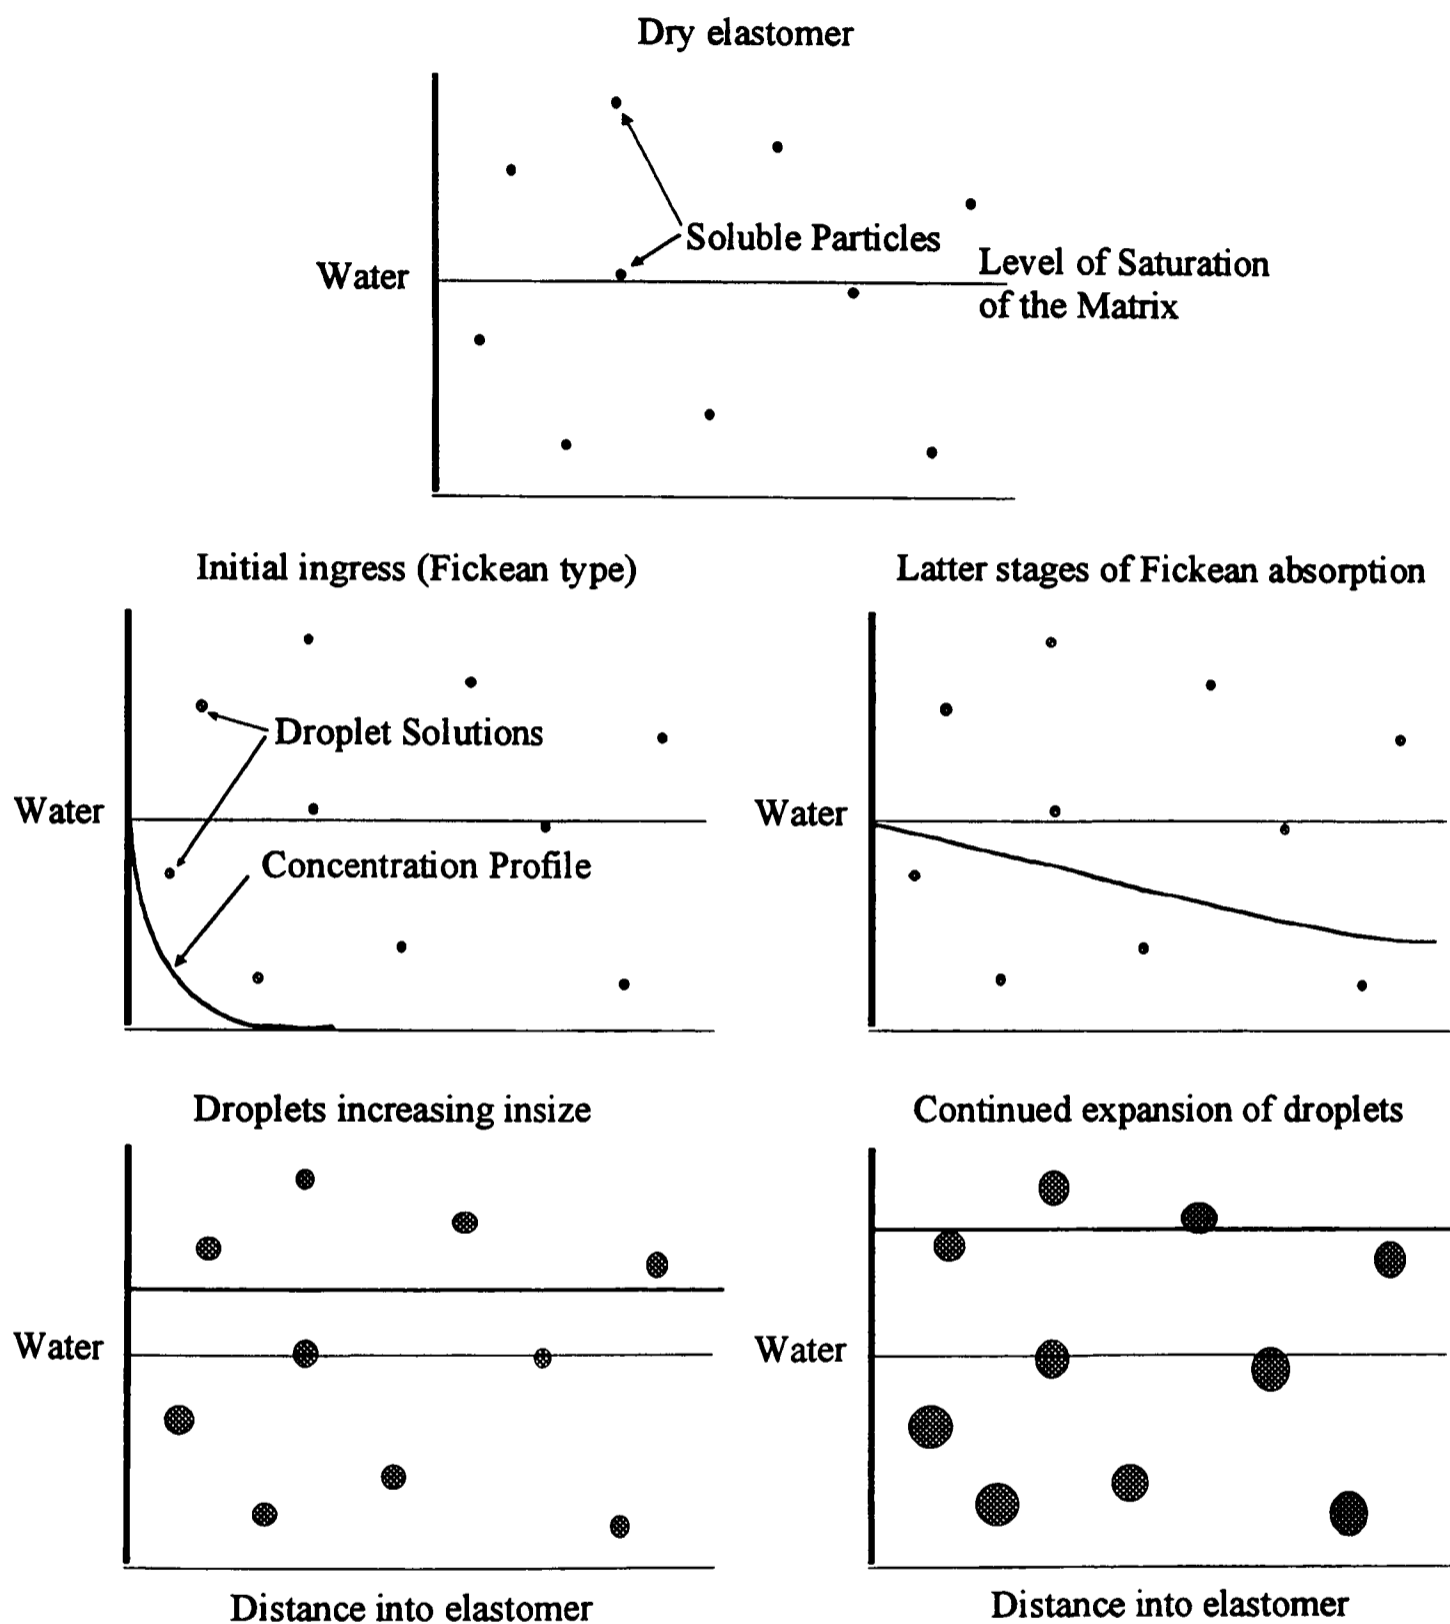 Dry elastomer
Soluble Particles
Water
Level of Saturation
of the Matrix
Initial ingress (Fickean type)
Droplet Solutions
Water
Concentration Profile
Latter stages of Fickean absorption
Water
Droplets increasing insize
Water
Distance into elastomer
Continued expansion of droplets
Water
Distance into elastomer